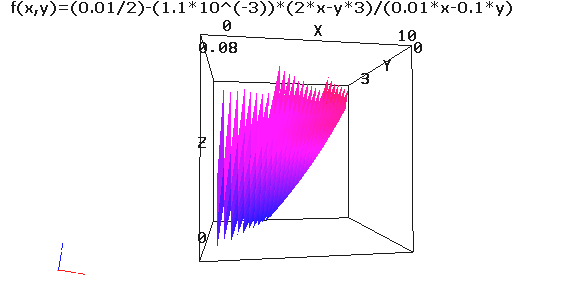 f(x,y)=(0.01/2)-(1.1*10^(-3))*(2*x-y*3)/(0.01*x-0.1*y)
0
X
10
0.08
0
Y
3
Z
0